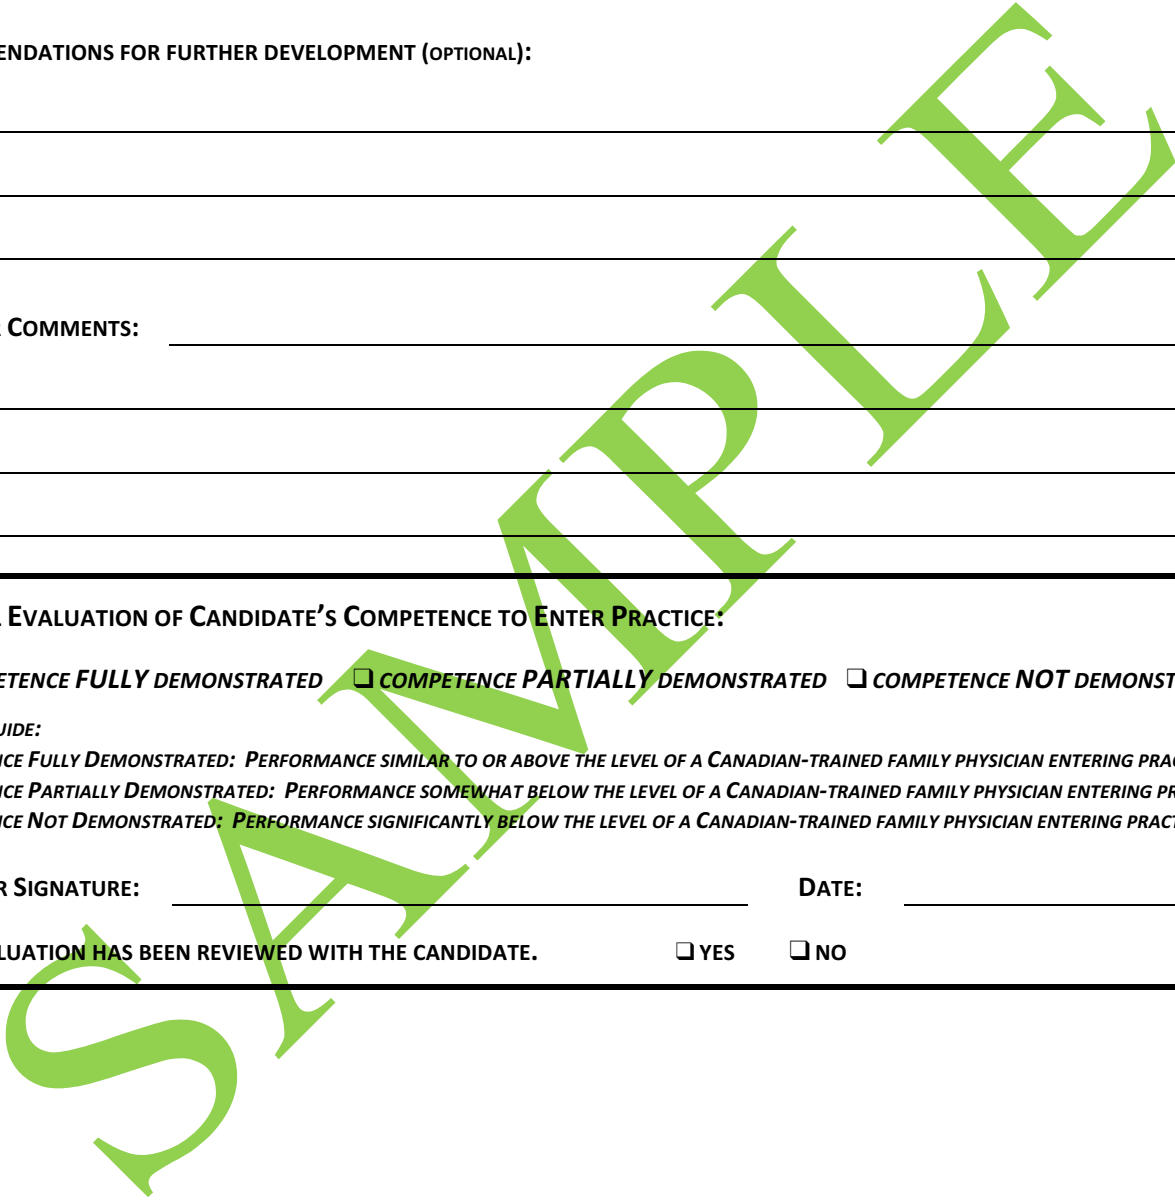 ENDATIONS FOR FURTHER DEVELOPMENT (OPTIONAL):
COMMENTS:
EVALUATION OF CANDIDATE'S COMPETENCE TO ENTER PRACTICE:
ETENCE FULLY DEMONSTRATED ❑ COMPETENCE PARTIALLY DEMONSTRATED ❑ COMPETENCE NOT DEMONST
UIDE:
CE FULLY DEMONSTRATED: PERFORMANCE SIMILAR TO OR ABOVE THE LEVEL OF A CANADIAN-TRAINED FAMILY PHYSICIAN ENTERING PRAC
CE PARTIALLY DEMONSTRATED: PERFORMANCE SOMEWHAT BELOW THE LEVEL OF A CANADIAN-TRAINED FAMILY PHYSICIAN ENTERING PR
CE NOT DEMONSTRATED: PERFORMANCE SIGNIFICANTLY BELOW THE LEVEL OF A CANADIAN-TRAINED FAMILY PHYSICIAN ENTERING PRACT
R SIGNATURE: DATE:
LUATION HAS BEEN REVIEWED WITH THE CANDIDATE. ❑ YES ❑ NO
SAMPLE